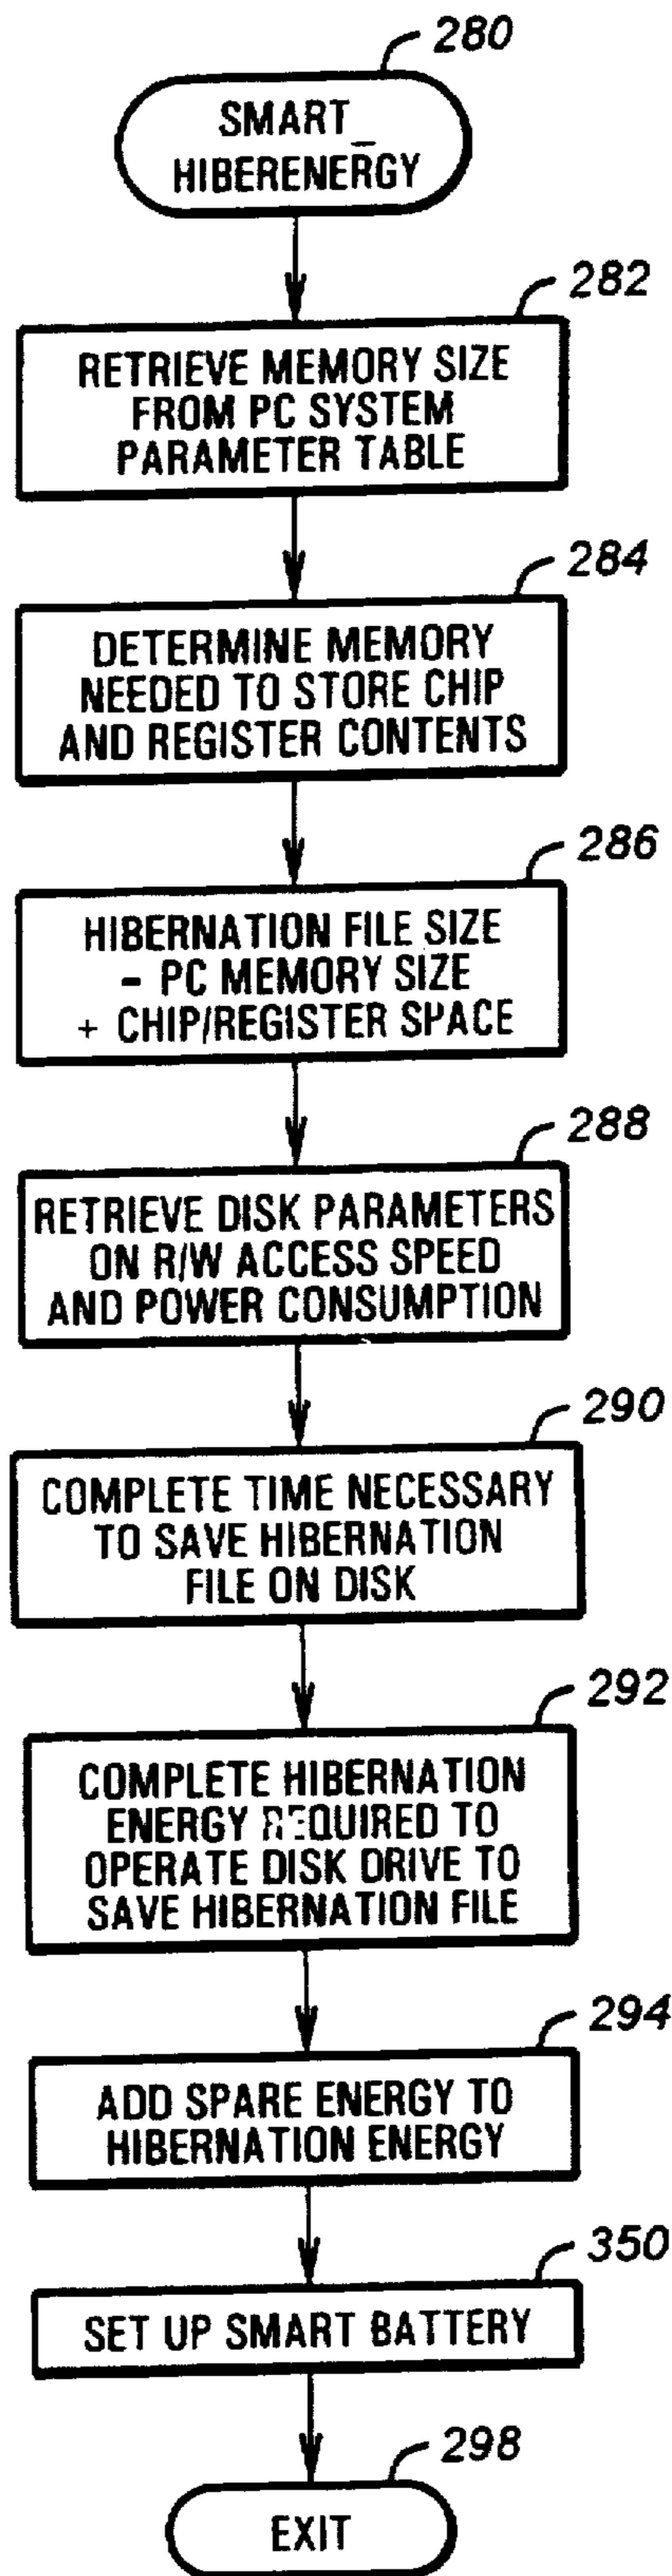 280
SMART_
HIBERENERGY
282
RETRIEVE MEMORY SIZE
FROM PC SYSTEM
PARAMETER TABLE
284
DETERMINE MEMORY
NEEDED TO STORE CHIP
AND REGISTER CONTENTS
286
HIBERNATION FILE SIZE
- PC MEMORY SIZE
+ CHIP/REGISTER SPACE
288
RETRIEVE DISK PARAMETERS
ON R/W ACCESS SPEED
AND POWER CONSUMPTION
290
COMPLETE TIME NECESSARY
TO SAVE HIBERNATION
FILE ON DISK
292
COMPLETE HIBERNATION
ENERGY REQUIRED TO
OPERATE DISK DRIVE TO
SAVE HIBERNATION FILE
294
ADD SPARE ENERGY TO
HIBERNATION ENERGY
350
SET UP SMART BATTERY
298
EXIT